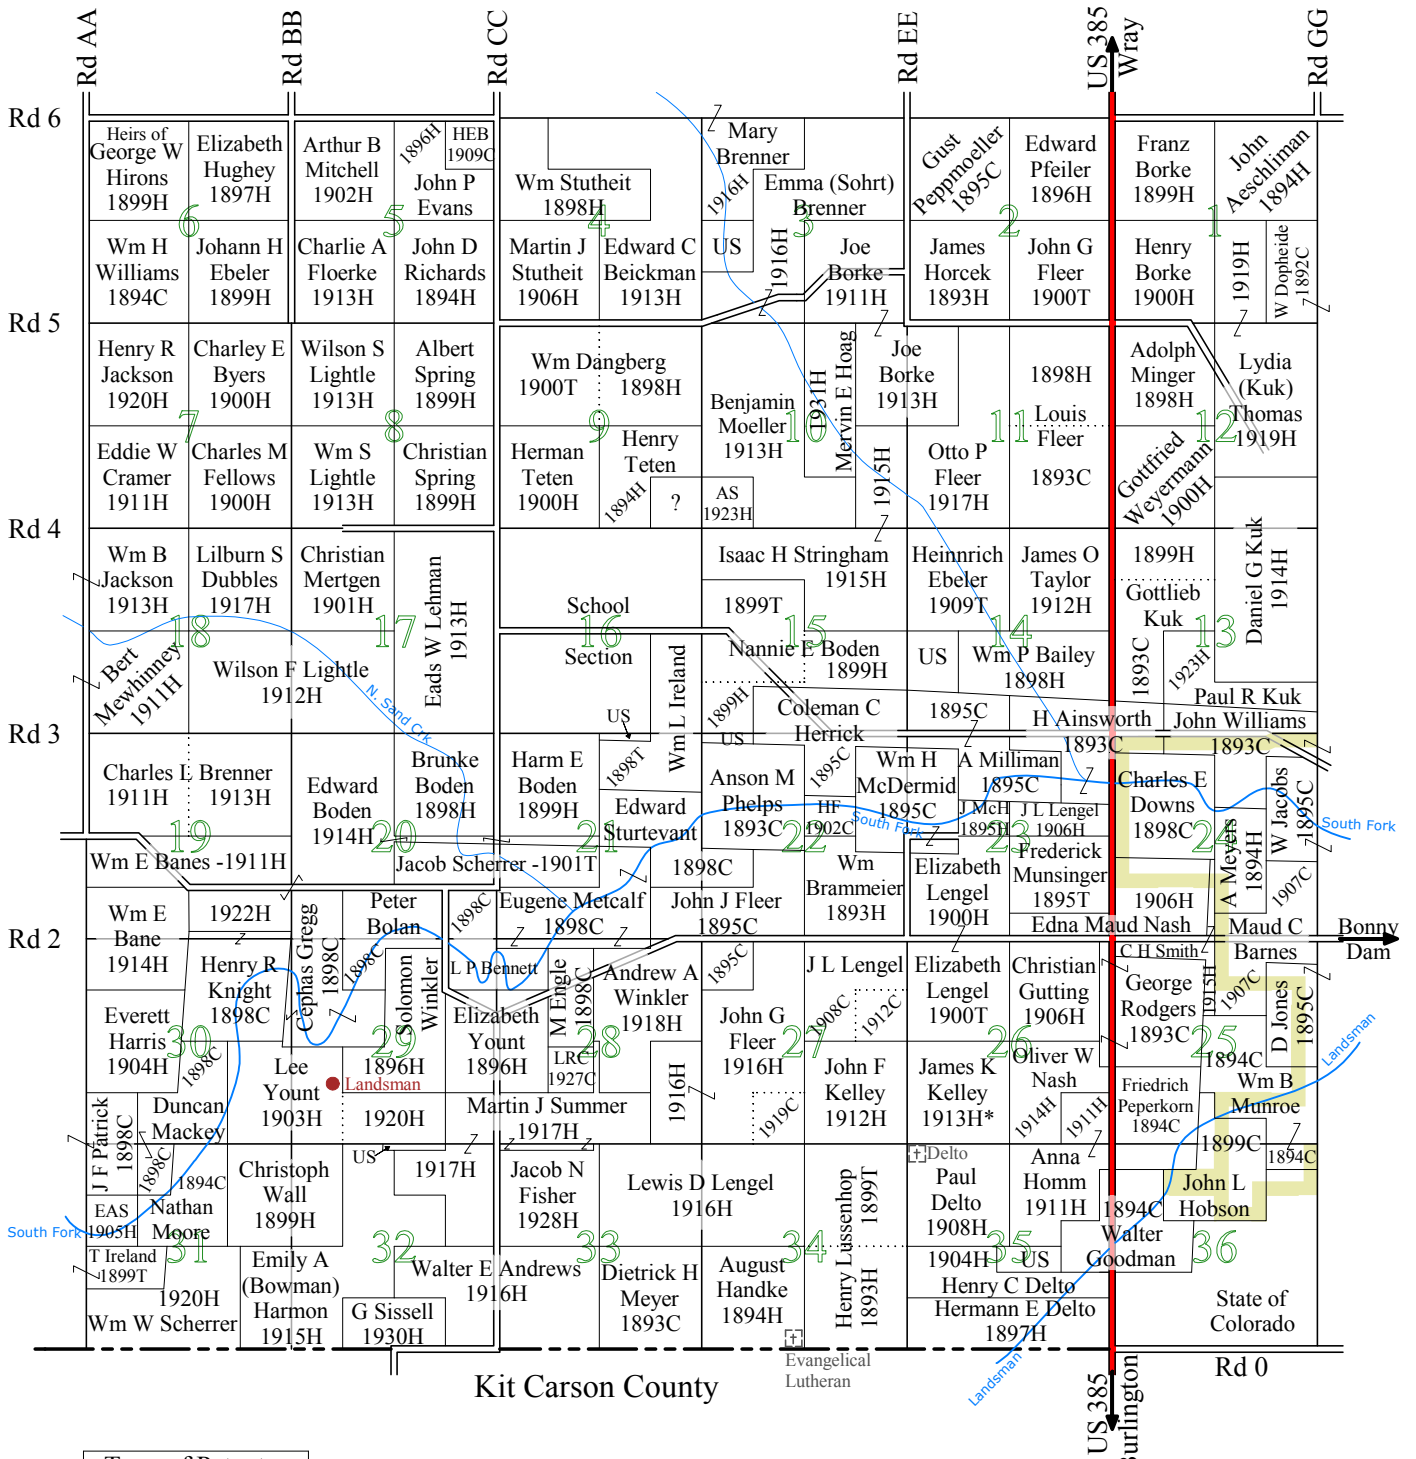 Rd AA
Rd BB
Rd CC
Rd EE
US 385
Wray
Rd GG
Rd 6
Heirs of
George W
Hirons
1899H
Elizabeth
Hughey
1897H
Arthur B
Mitchell
1902H
1896H
HEB
1909C
John P
Evans
Wm Stutheit
1898H
Mary
Brenner
1916H
Emma (Sohrt)
Brenner
Gust
Peppmoeller
1895C
Edward
Pfeiler
1896H
Franz
Borke
1899H
John
Aeschliman
1894H
6
5
4
3
2
1
Wm H
Williams
1894C
Johann H
Ebeler
1899H
Charlie A
Floerke
1913H
John D
Richards
1894H
Martin J
Stutheit
1906H
Edward C
Beickman
1913H
US
1916H
Joe
Borke
1911H
James
Horcek
1893H
John G
Fleer
1900T
Henry
Borke
1900H
1919H
W Dopheide
1892C
Rd 5
Henry R
Jackson
1920H
Charley E
Byers
1900H
Wilson S
Lightle
1913H
Albert
Spring
1899H
Wm Dangberg
1900T
1898H
Benjamin
Moeller
1913H
1931H
Mervin E Hoag
Joe
Borke
1913H
1898H
Louis
Fleer
1893C
Adolph
Minger
1898H
Lydia
(Kuk)
Thomas
1919H
7
8
9
10
11
12
Eddie W
Cramer
1911H
Charles M
Fellows
1900H
Wm S
Lightle
1913H
Christian
Spring
1899H
Herman
Teten
1900H
Henry
Teten
1894H
?
AS
1923H
1915H
Otto P
Fleer
1917H
Gottfried
Weyermann
1900H
Rd 4
Wm B
Jackson
1913H
Lilburn S
Dubbles
1917H
Christian
Mertgen
1901H
Eads W Lehman
1913H
School
Section
Isaac H Stringham
1915H
1899T
Heinnrich
Ebeler
1909T
James O
Taylor
1912H
1899H
Gottlieb
Kuk
1893C
Daniel G Kuk
1914H
18
17
16
15
14
13
Bert
Mewhinney
1911H
Wilson F Lightle
1912H
N. Sand Crk
US
Wm L Ireland
Nannie E Boden
1899H
1899H
US
Wm P Bailey
1898H
1923H
Paul R Kuk
Coleman C
Herrick
1895C
H Ainsworth
1893C
John Williams
1893C
Rd 3
Charles L Brenner
1911H
1913H
Edward
Boden
1914H
Brunke
Boden
1898H
Harm E
Boden
1899H
1898T
Edward
Sturtevant
US
Anson M
Phelps
1893C
1895C
HF
1902C
Wm H
McDermid
1895C
South Fork
A Milliman
1895C
J McH
1895H
J L Lengel
1906H
Charles E
Downs
1898C
A Meyers
1894H
W Jacobs
1895C
South Fork
19
20
21
22
23
24
Wm E Banes -1911H
Jacob Scherrer -1901T
1898C
Wm
Brammeier
1893H
Elizabeth
Lengel
1900H
Frederick
Munsinger
1895T
1906H
1907C
Wm E
Bane
1914H
1922H
Cephas Gregg
1898C
Peter
Bolan
1898C
1898C
Eugene Metcalf
1898C
John J Fleer
1895C
Edna Maud Nash
Maud C
Barnes
Rd 2
Bonny
Dam
Henry R
Knight
1898C
Solomon
Winkler
L P Bennett
M Engle
1898C
Andrew A
Winkler
1918H
1895C
J L Lengel
1908C
1912C
Elizabeth
Lengel
1900T
Christian
Gutting
1906H
C H Smith
George
Rodgers
1893C
1915H
1907C
D Jones
1895C
Everett
Harris
1904H
Elizabeth
Yount
1896H
John G
Fleer
1916H
Landsman
30
29
28
27
26
25
1898C
Lee
Yount
1903H
1896H
Landsman
LRC
1927C
1916H
John F
Kelley
1912H
James K
Kelley
1913H*
Oliver W
Nash
1914H
1911H
Friedrich
Peperkorn
1894C
1894C
Wm B
Munroe
J F Patrick
1898C
Duncan
Mackey
1920H
Martin J Summer
1917H
1919C
1899C
1898C
1894C
Nathan
Moore
Christoph
Wall
1899H
US
1917H
Jacob N
Fisher
1928H
Lewis D Lengel
1916H
Henry Lussenhop
1899T
1893H
Delto
Paul
Delto
1908H
Anna
Homm
1911H
1894C
Walter
Goodman
John L
Hobson
1894C
EAS
1905H
South Fork
31
32
33
34
35
36
T Ireland
1899T
1920H
Wm W Scherrer
Emily A
(Bowman)
Harmon
1915H
G Sissell
1930H
Walter E Andrews
1916H
Dietrick H
Meyer
1893C
August
Handke
1894H
1904H
US
Henry C Delto
Hermann E Delto
1897H
State of
Colorado
Evangelical
Lutheran
Landsman
Rd 0
Kit Carson County
US 385
Burlington